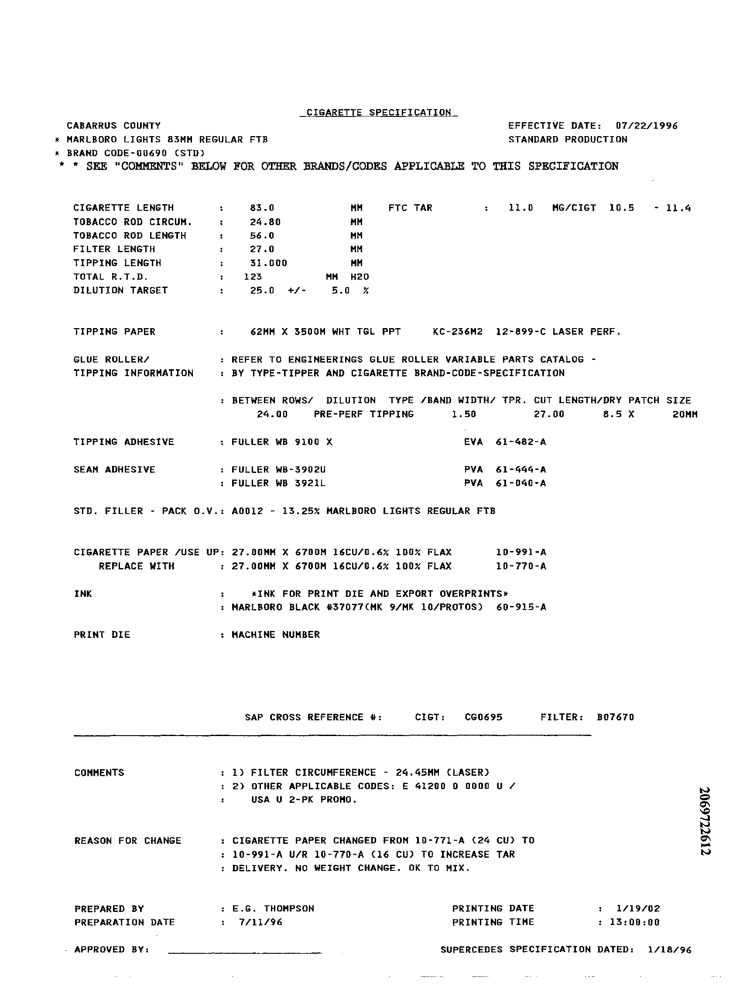 CIGARETTE SPECIFICATION
CABARRUS COUNTY EFFECTIVE DATE: 07/22/1996
* MARLBORO LIGHTS 83MM REGULAR FTB STANDARD PRODUCTION
* BRAND CODE-00690 (STD)
* * SEE "COMMENTS" BELOW FOR OTHER BRANDS/CODES APPLICABLE TO THIS SPECIFICATION
CIGARETTE LENGTH : 83.0 MM FTC TAR : 11.0 MG/CIGT 10.5 - 11.4
TOBACCO ROD CIRCUM. : 24.80 MM
TOBACCO ROD LENGTH : 56.0 MM
FILTER LENGTH : 27.0 MM
TIPPING LENGTH : 31.000 MM
TOTAL R.T.D. : 123 MM H2O
DILUTION TARGET : 25.0 +/- 5.0 %
TIPPING PAPER : 62MM X 3500M WHT TGL PPT KC-236M2 12-899-C LASER PERF.
GLUE ROLLER/ : REFER TO ENGINEERINGS GLUE ROLLER VARIABLE PARTS CATALOG -
TIPPING INFORMATION : BY TYPE-TIPPER AND CIGARETTE BRAND-CODE-SPECIFICATION
: BETWEEN ROWS/ DILUTION TYPE /BAND WIDTH/ TPR. CUT LENGTH/DRY PATCH SIZE
24.00 PRE-PERF TIPPING 1.50 27.00 8.5 X 20MM
TIPPING ADHESIVE : FULLER WB 9100 X EVA 61-482-A
SEAM ADHESIVE : FULLER WB-3902U PVA 61-444-A
: FULLER WB 3921L PVA 61-040-A
STD. FILLER - PACK O.V.: A0012 - 13.25% MARLBORO LIGHTS REGULAR FTB
CIGARETTE PAPER /USE UP: 27.00MM X 6700M 16CU/0.6% 100% FLAX 10-991-A
REPLACE WITH : 27.00MM X 6700M 16CU/0.6% 100% FLAX 10-770-A
INK : *INK FOR PRINT DIE AND EXPORT OVERPRINTS*
: MARLBORO BLACK #37077(MK 9/MK 10/PROTOS) 60-915-A
PRINT DIE : MACHINE NUMBER
SAP CROSS REFERENCE #: CIGT: CG0695 FILTER: B07670
COMMENTS : 1) FILTER CIRCUMFERENCE - 24.45MM (LASER)
: 2) OTHER APPLICABLE CODES: E 41200 0 0000 U /
: USA U 2-PK PROMO.
REASON FOR CHANGE : CIGARETTE PAPER CHANGED FROM 10-771-A (24 CU) TO
: 10-991-A U/R 10-770-A (16 CU) TO INCREASE TAR
: DELIVERY. NO WEIGHT CHANGE. OK TO MIX.
PREPARED BY : E.G. THOMPSON PRINTING DATE : 1/19/02
PREPARATION DATE : 7/11/96 PRINTING TIME : 13:00:00
APPROVED BY: SUPERCEDES SPECIFICATION DATED: 1/18/96
2069722612